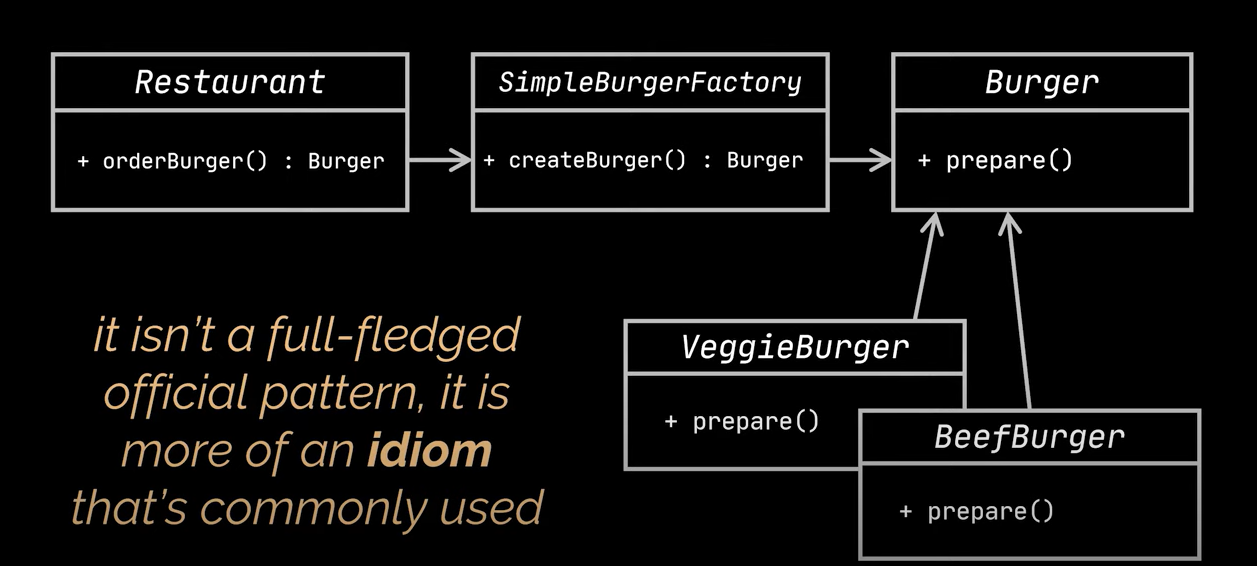 Restaurant
+ orderBurger() : Burger
SimpleBurgerFactory
+ createBurger() : Burger
Burger
+ prepare()
it isn’t a full-fledged
official pattern, it is
more of an idiom
that’s commonly used
VeggieBurger
+ prepare()
BeefBurger
+ prepare()